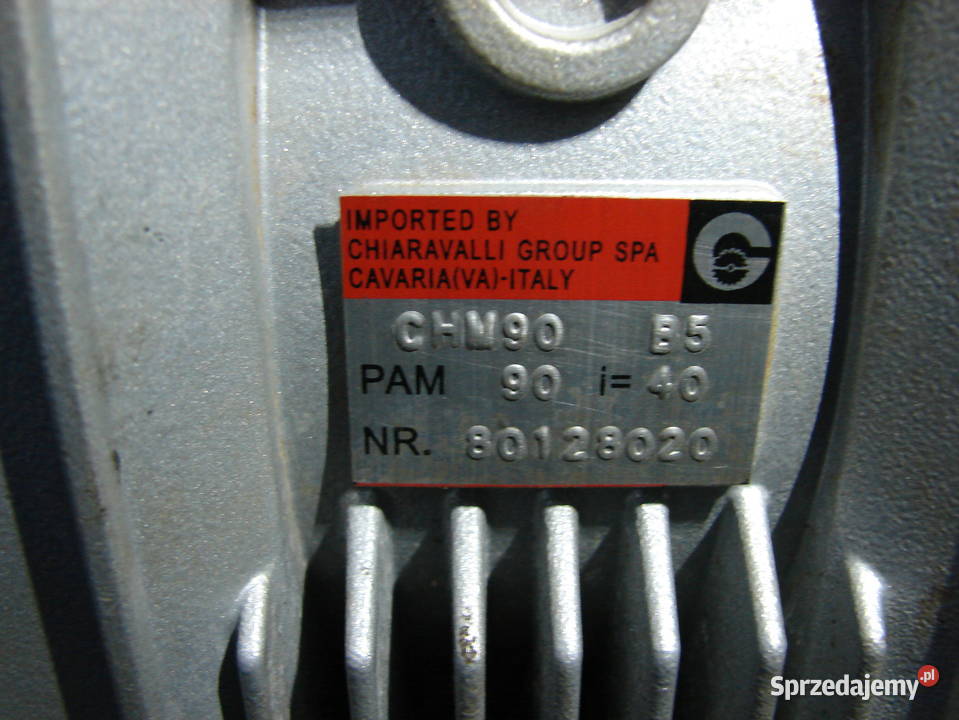 IMPORTED BY
CHIARAVALLI GROUP SPA
CAVARIA(VA)-ITALY
CHM90 B5
PAM 90 i= 40
NR. 80128020
Sprzedajemy.pl